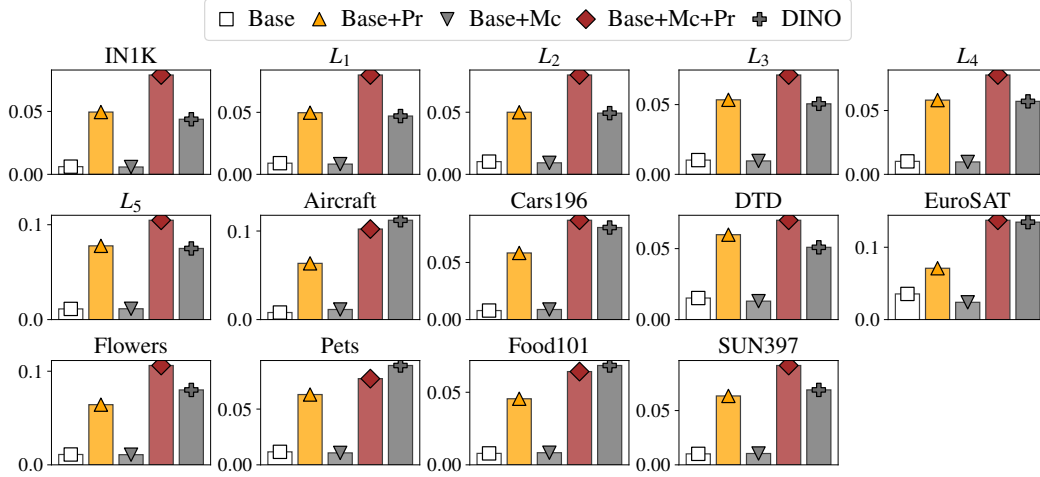 Base Base+Pr Base+Mc Base+Mc+Pr DINO
IN1K L1 L2 L3 L4
0.05 0.05 0.05 0.05 0.05
0.00 0.00 0.00 0.00 0.00
L5 Aircraft Cars196 DTD EuroSAT
0.1 0.1 0.05 0.05 0.1
0.0 0.0 0.00 0.00 0.0
Flowers Pets Food101 SUN397
0.1 0.05 0.05 0.05
0.0 0.00 0.00 0.00